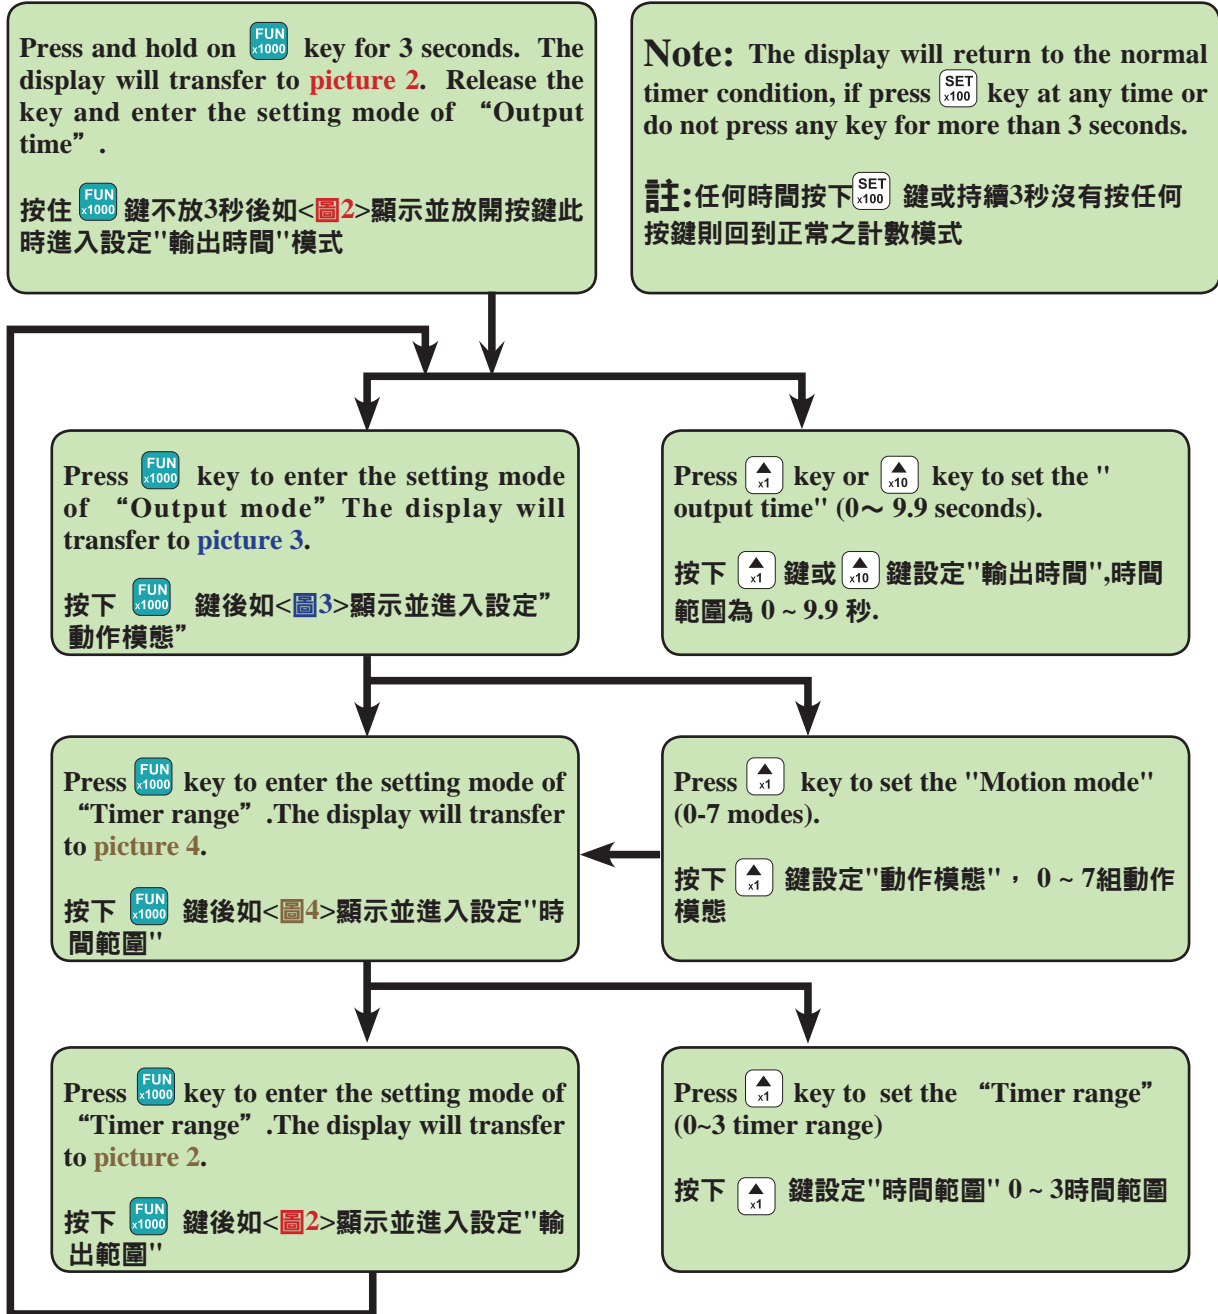 Press and hold on FUN x1000 key for 3 seconds. The
display will transfer to picture 2. Release the
key and enter the setting mode of “Output
time”.
按住 FUN x1000 鍵不放3秒後如<圖2>顯示並放開按鍵此
時進入設定"輸出時間"模式
Note: The display will return to the normal
timer condition, if press SET x100 key at any time or
do not press any key for more than 3 seconds.
註:任何時間按下 SET x100 鍵或持續3秒沒有按任何
按鍵則回到正常之計數模式
Press FUN x1000 key to enter the setting mode
of “Output mode” The display will
transfer to picture 3.
按下 FUN x1000 鍵後如<圖3>顯示並進入設定”
動作模態”
Press ▲ x1 key or ▲ x10 key to set the "
output time" (0～ 9.9 seconds).
按下 ▲ x1 鍵或 ▲ x10 鍵設定"輸出時間",時間
範圍為 0 ~ 9.9 秒.
Press FUN x1000 key to enter the setting mode of
“Timer range”.The display will transfer
to picture 4.
按下 FUN x1000 鍵後如<圖4>顯示並進入設定"時
間範圍"
Press ▲ x1 key to set the "Motion mode"
(0-7 modes).
按下 ▲ x1 鍵設定"動作模態"， 0 ~ 7組動作
模態
Press FUN x1000 key to enter the setting mode of
“Timer range”.The display will transfer
to picture 2.
按下 FUN x1000 鍵後如<圖2>顯示並進入設定"輸
出範圍"
Press ▲ x1 key to set the “Timer range”
(0~3 timer range)
按下 ▲ x1 鍵設定"時間範圍" 0 ~ 3時間範圍